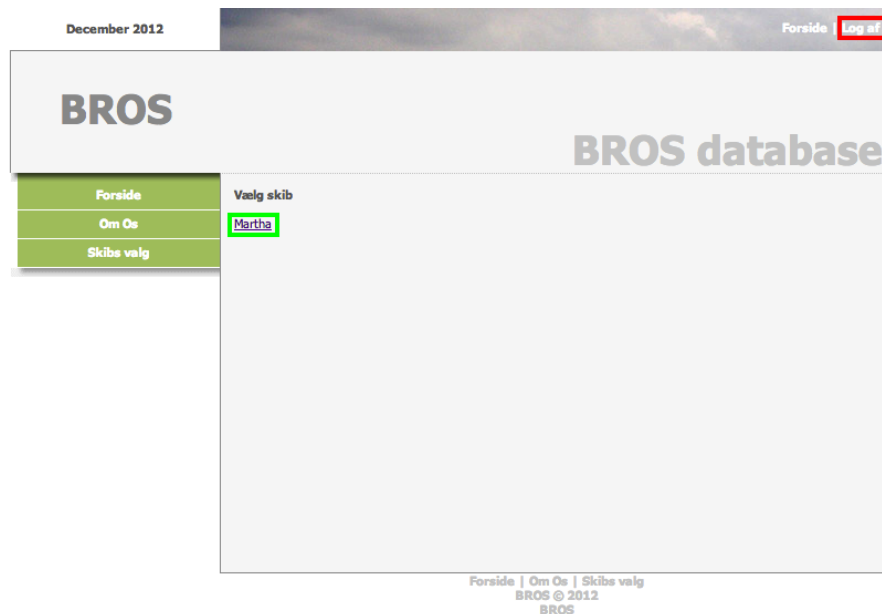 December 2012
Forside | Log af
BROS
BROS database
Forside
Om Os
Skibs valg
Vælg skib
Martha
Forside | Om Os | Skibs valg
BROS © 2012
BROS